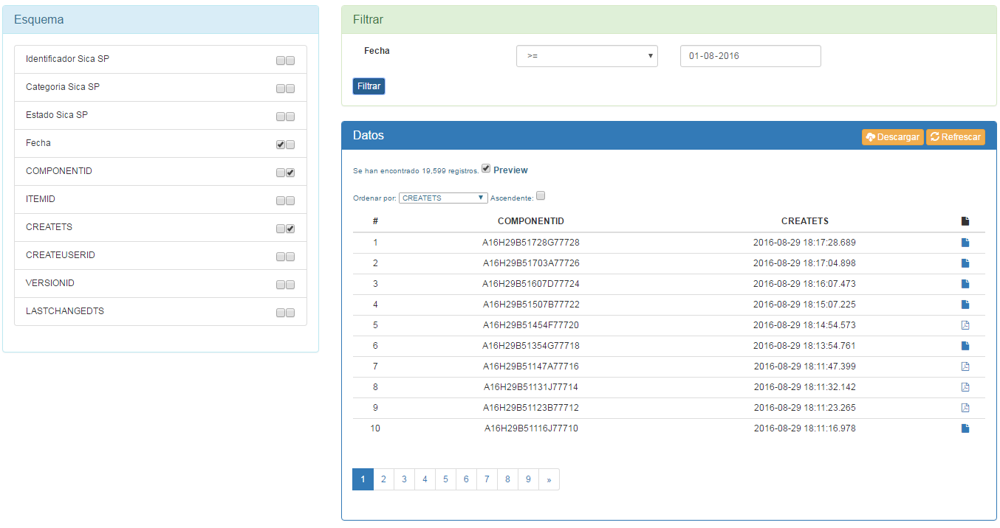 Esquema
Identificador Sica SP
Categoria Sica SP
Estado Sica SP
Fecha
COMPONENTID
ITEMID
CREATETS
CREATEUSERID
VERSIONID
LASTCHANGEDTS
Filtrar
Fecha >= 01-08-2016
Filtrar
Datos Descargar Refrescar
Se han encontrado 19,599 registros. Preview
Ordenar por: CREATETS Ascendente:
# COMPONENTID CREATETS
1 A16H29B51728G77728 2016-08-29 18:17:28.689
2 A16H29B51703A77726 2016-08-29 18:17:04.898
3 A16H29B51607D77724 2016-08-29 18:16:07.473
4 A16H29B51507B77722 2016-08-29 18:15:07.225
5 A16H29B51454F77720 2016-08-29 18:14:54.573
6 A16H29B51354G77718 2016-08-29 18:13:54.761
7 A16H29B51147A77716 2016-08-29 18:11:47.399
8 A16H29B51131J77714 2016-08-29 18:11:32.142
9 A16H29B51123B77712 2016-08-29 18:11:23.265
10 A16H29B51116J77710 2016-08-29 18:11:16.978
1 2 3 4 5 6 7 8 9 »